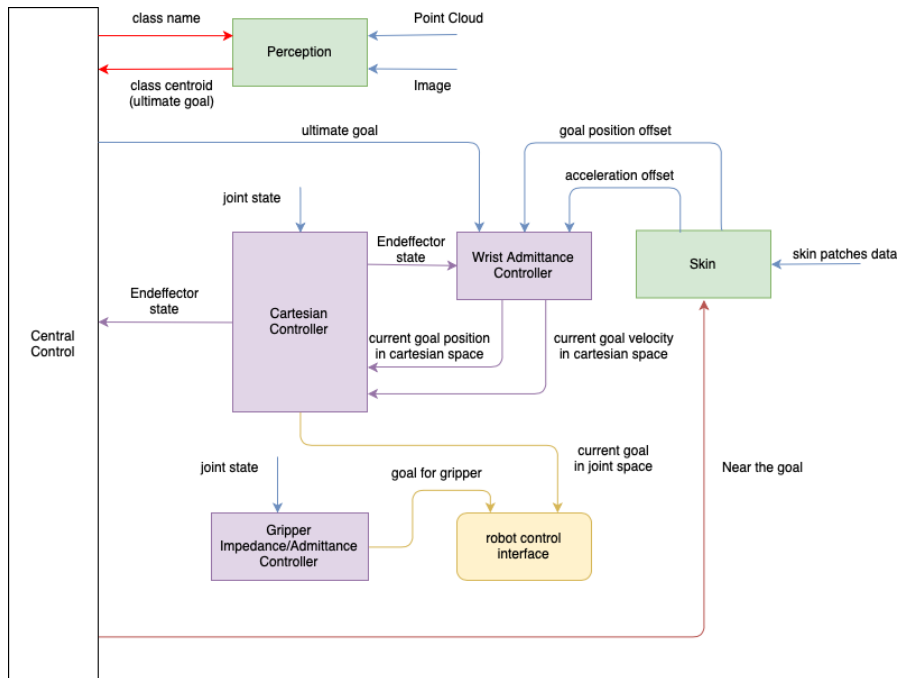 class name
Point Cloud
Perception
class centroid
(ultimate goal)
Image
ultimate goal
goal position offset
acceleration offset
joint state
Endeffector
state
Wrist Admittance
Controller
Skin
skin patches data
Endeffector
state
Cartesian
Controller
Central
Control
current goal position
in cartesian space
current goal velocity
in cartesian space
current goal
in joint space
joint state
goal for gripper
Near the goal
Gripper
Impedance/Admittance
Controller
robot control
interface